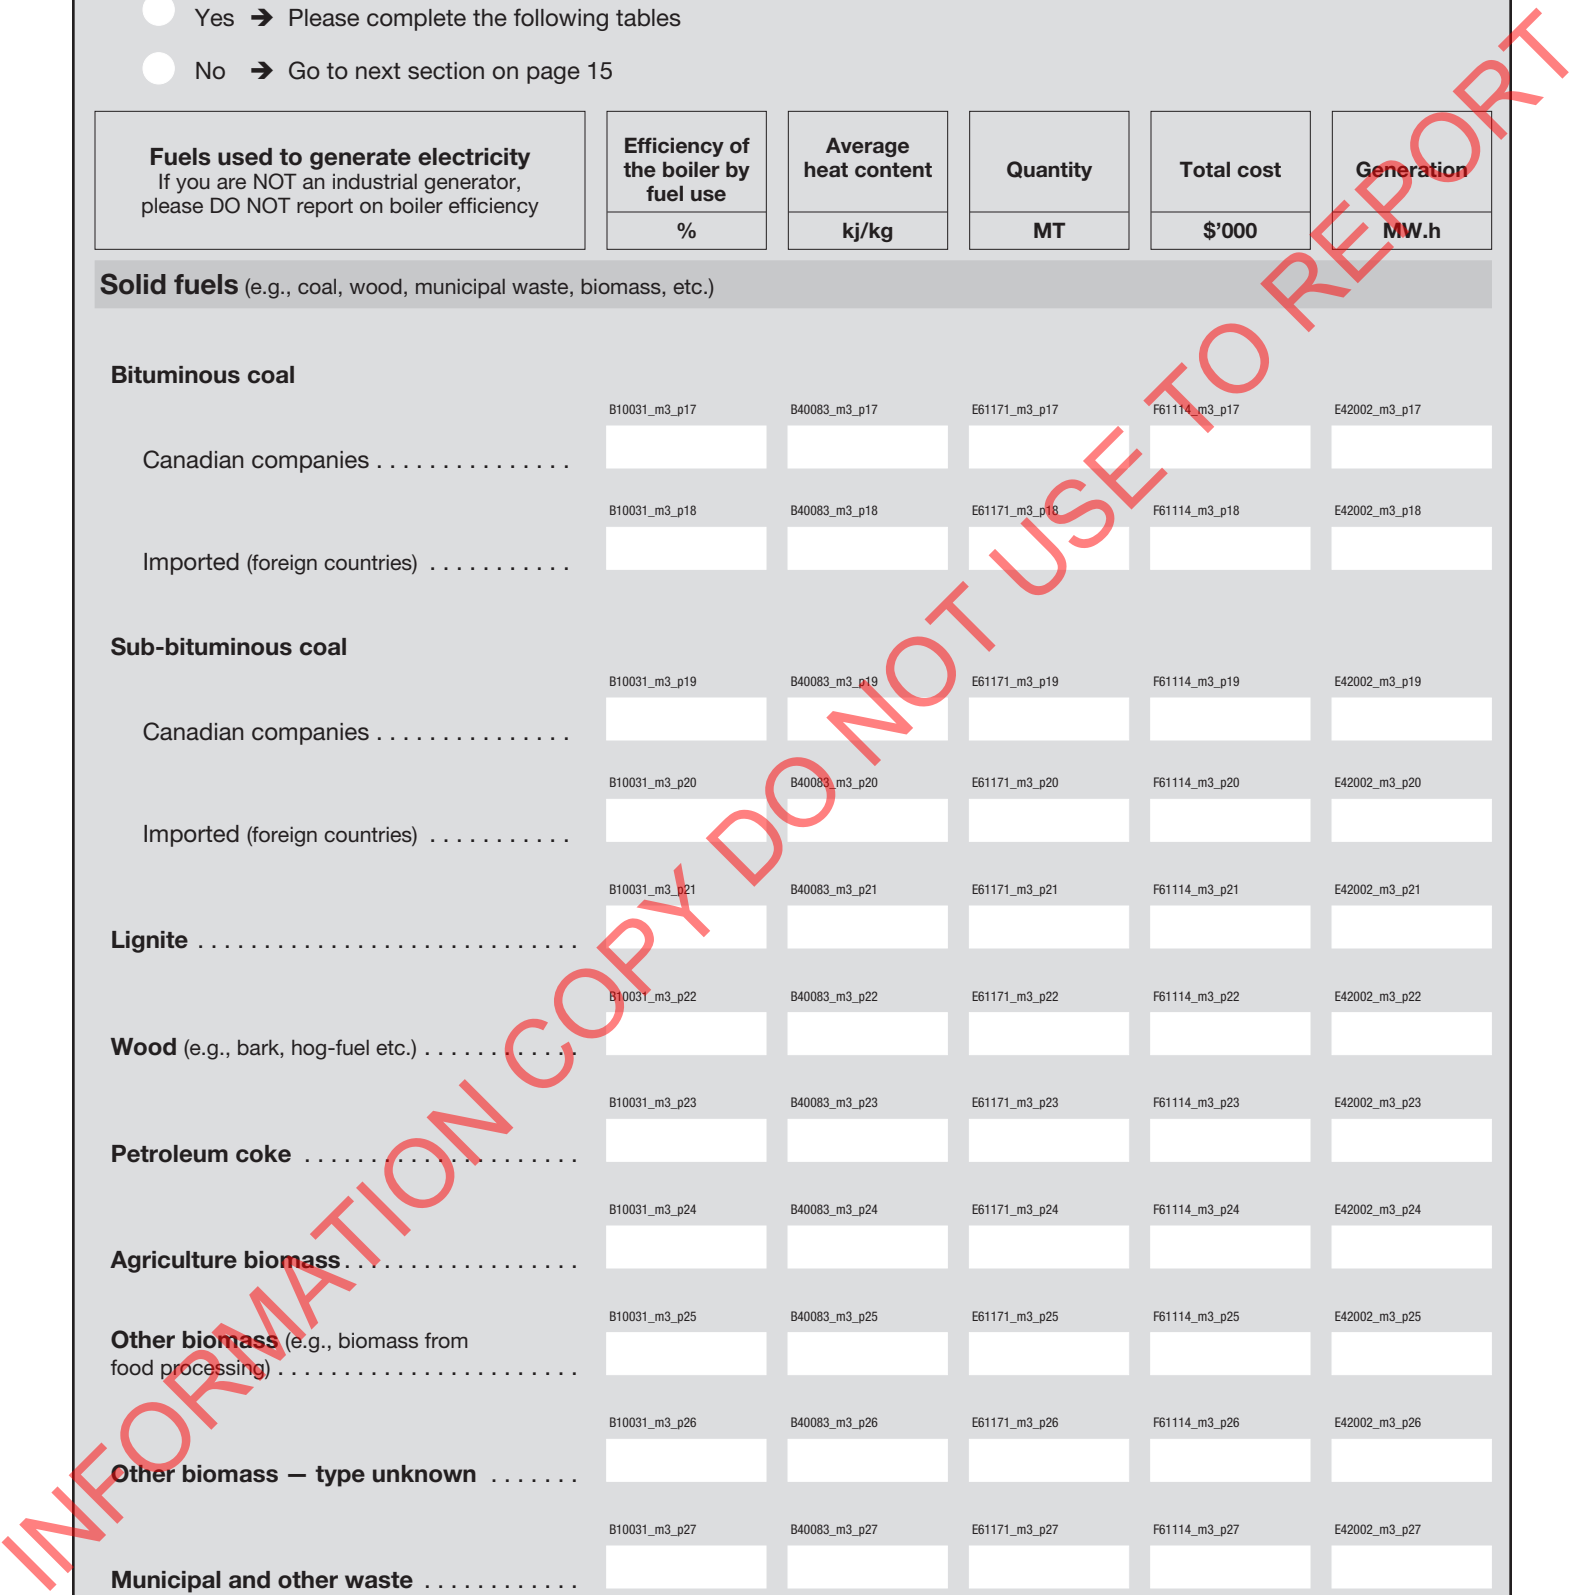 Yes ➔ Please complete the following tables
No ➔ Go to next section on page 15
Fuels used to generate electricity
If you are NOT an industrial generator,
please DO NOT report on boiler efficiency
Efficiency of
the boiler by
fuel use
%
Average
heat content
kj/kg
Quantity
MT
Total cost
$’000
Generation
MW.h
Solid fuels (e.g., coal, wood, municipal waste, biomass, etc.)
Bituminous coal
B10031_m3_p17 B40083_m3_p17 E61171_m3_p17 F61114_m3_p17 E42002_m3_p17
Canadian companies . . . . . . . . . . . . . . .
B10031_m3_p18 B40083_m3_p18 E61171_m3_p18 F61114_m3_p18 E42002_m3_p18
Imported (foreign countries) . . . . . . . . . . .
Sub-bituminous coal
B10031_m3_p19 B40083_m3_p19 E61171_m3_p19 F61114_m3_p19 E42002_m3_p19
Canadian companies . . . . . . . . . . . . . . .
B10031_m3_p20 B40083_m3_p20 E61171_m3_p20 F61114_m3_p20 E42002_m3_p20
Imported (foreign countries) . . . . . . . . . . .
B10031_m3_p21 B40083_m3_p21 E61171_m3_p21 F61114_m3_p21 E42002_m3_p21
Lignite . . . . . . . . . . . . . . . . . . . . . . . . . . . . .
B10031_m3_p22 B40083_m3_p22 E61171_m3_p22 F61114_m3_p22 E42002_m3_p22
Wood (e.g., bark, hog-fuel etc.) . . . . . . . . . . . .
B10031_m3_p23 B40083_m3_p23 E61171_m3_p23 F61114_m3_p23 E42002_m3_p23
Petroleum coke . . . . . . . . . . . . . . . . . . . . .
B10031_m3_p24 B40083_m3_p24 E61171_m3_p24 F61114_m3_p24 E42002_m3_p24
Agriculture biomass . . . . . . . . . . . . . . . . . .
B10031_m3_p25 B40083_m3_p25 E61171_m3_p25 F61114_m3_p25 E42002_m3_p25
Other biomass (e.g., biomass from
food processing) . . . . . . . . . . . . . . . . . . . . . . .
B10031_m3_p26 B40083_m3_p26 E61171_m3_p26 F61114_m3_p26 E42002_m3_p26
Other biomass — type unknown . . . . . . .
B10031_m3_p27 B40083_m3_p27 E61171_m3_p27 F61114_m3_p27 E42002_m3_p27
Municipal and other waste . . . . . . . . . . . .
INFORMATION COPY DO NOT USE TO REPORT